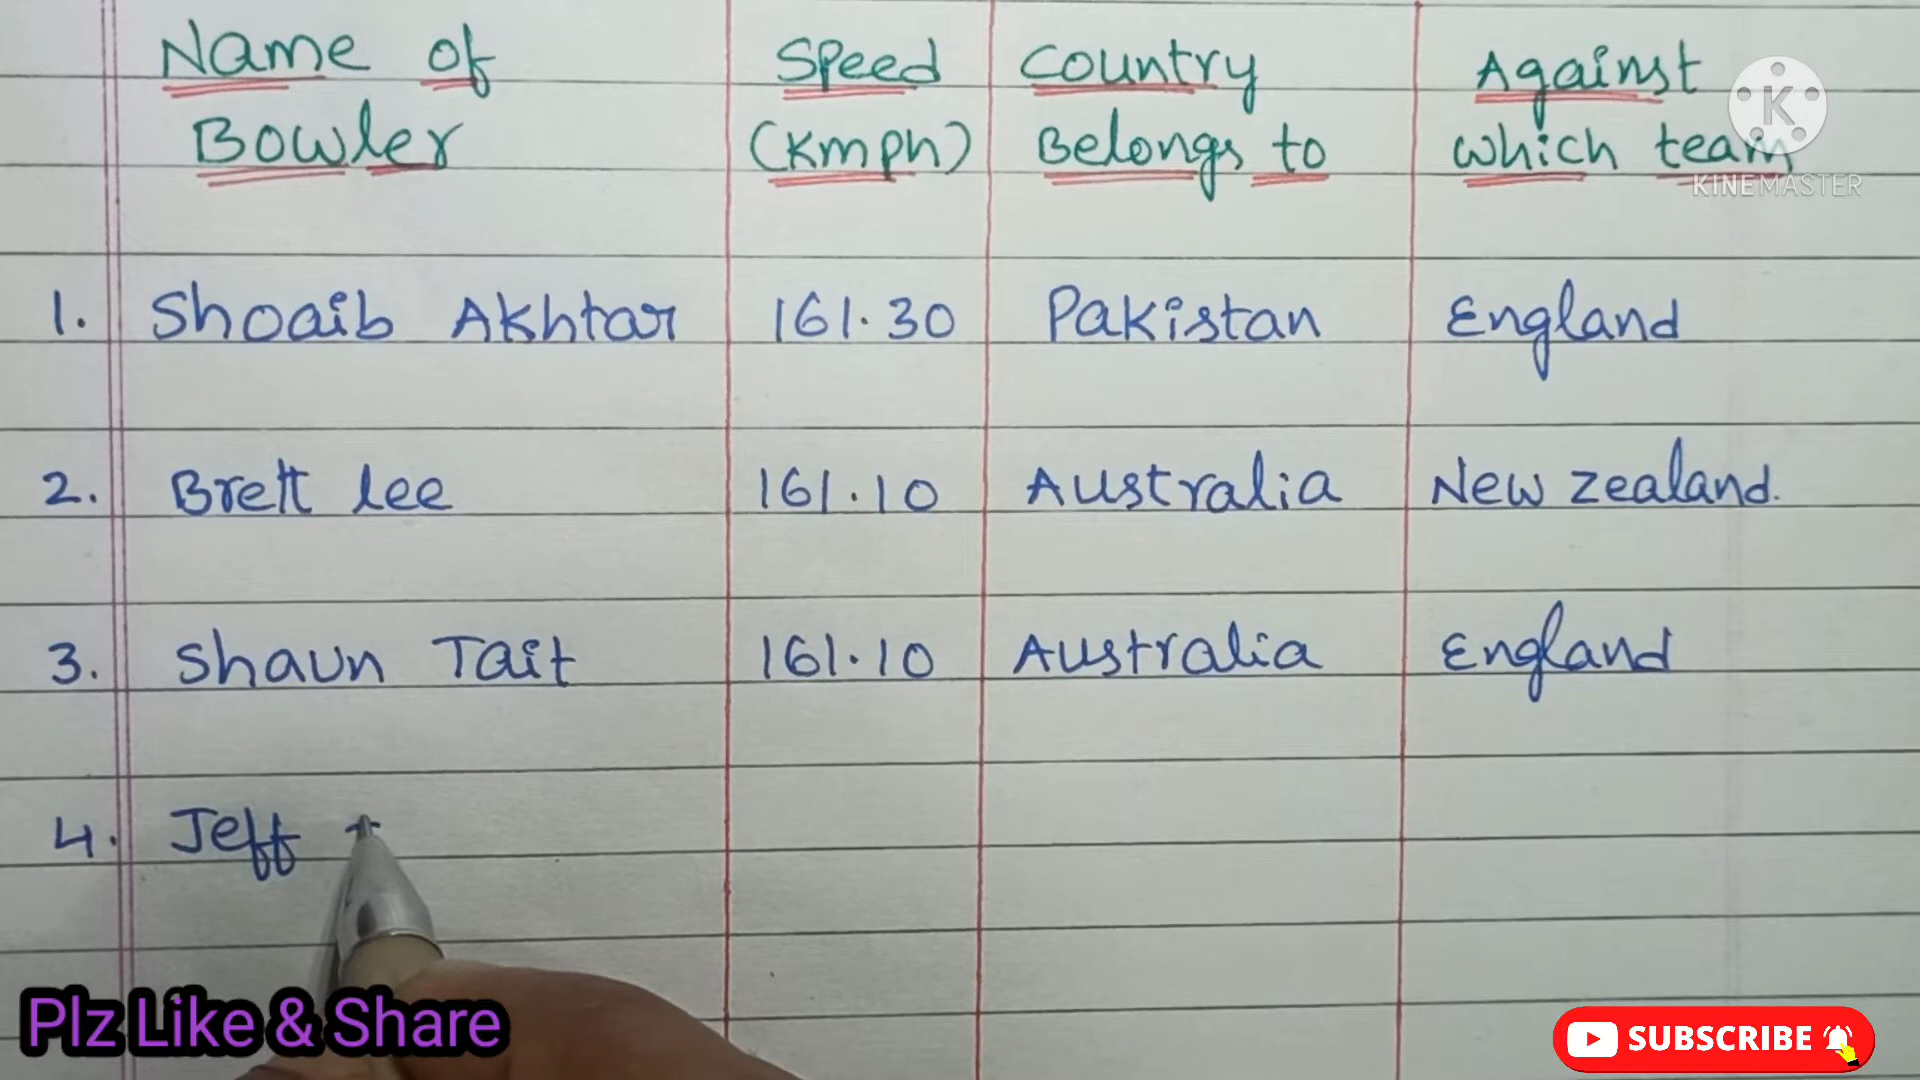 Name of Speed Country Against
Bowler (Kmph) Belongs to which team
KINEMASTER
1. Shoaib Akhtar 161.30 Pakistan England
2. Brett lee 161.10 Australia New zealand.
3. Shaun Tait 161.10 Australia England
4. Jeff
Plz Like & Share
SUBSCRIBE